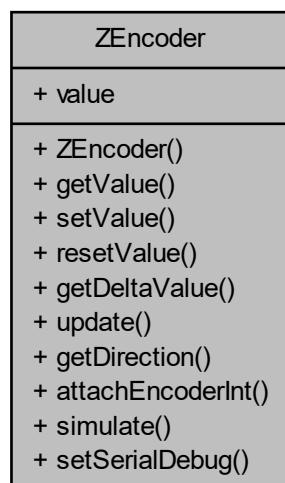 ZEncoder
+ value
+ ZEncoder()
+ getValue()
+ setValue()
+ resetValue()
+ getDeltaValue()
+ update()
+ getDirection()
+ attachEncoderInt()
+ simulate()
+ setSerialDebug()